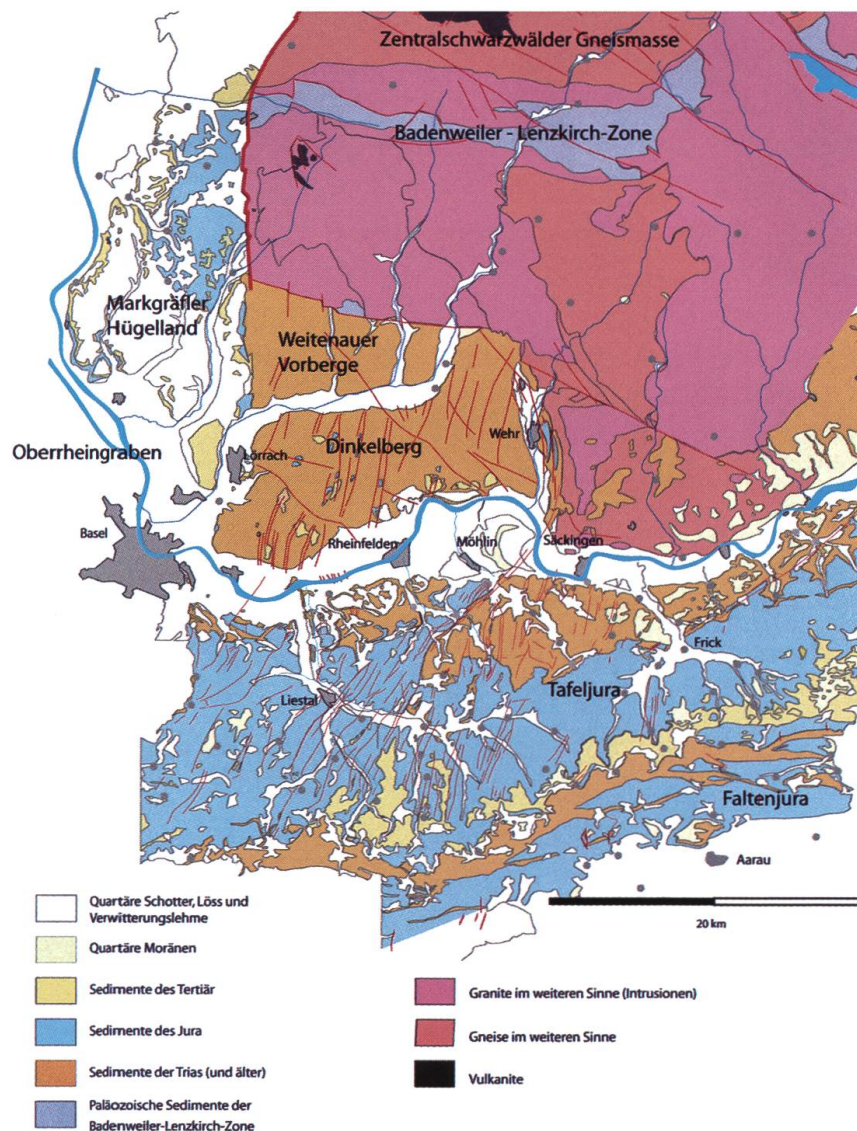 Zentralschwarzwälder Gneismasse
Badenweiler - Lenzkirch-Zone
Markgräfler
Hügelland
Weitenauer
Vorberge
Oberrheingraben
Lörrach
Dinkelberg
Wehr
Basel
Rheinfelden
Möhlin
Säckingen
Frick
Tafeljura
Liestal
Faltenjura
Aarau
20 km
Quartäre Schotter, Löss und
Verwitterungslehme
Quartäre Moränen
Sedimente des Tertiär
Sedimente des Jura
Sedimente der Trias (und älter)
Paläozoische Sedimente der
Badenweiler-Lenzkirch-Zone
Granite im weiteren Sinne (Intrusionen)
Gneise im weiteren Sinne
Vulkanite